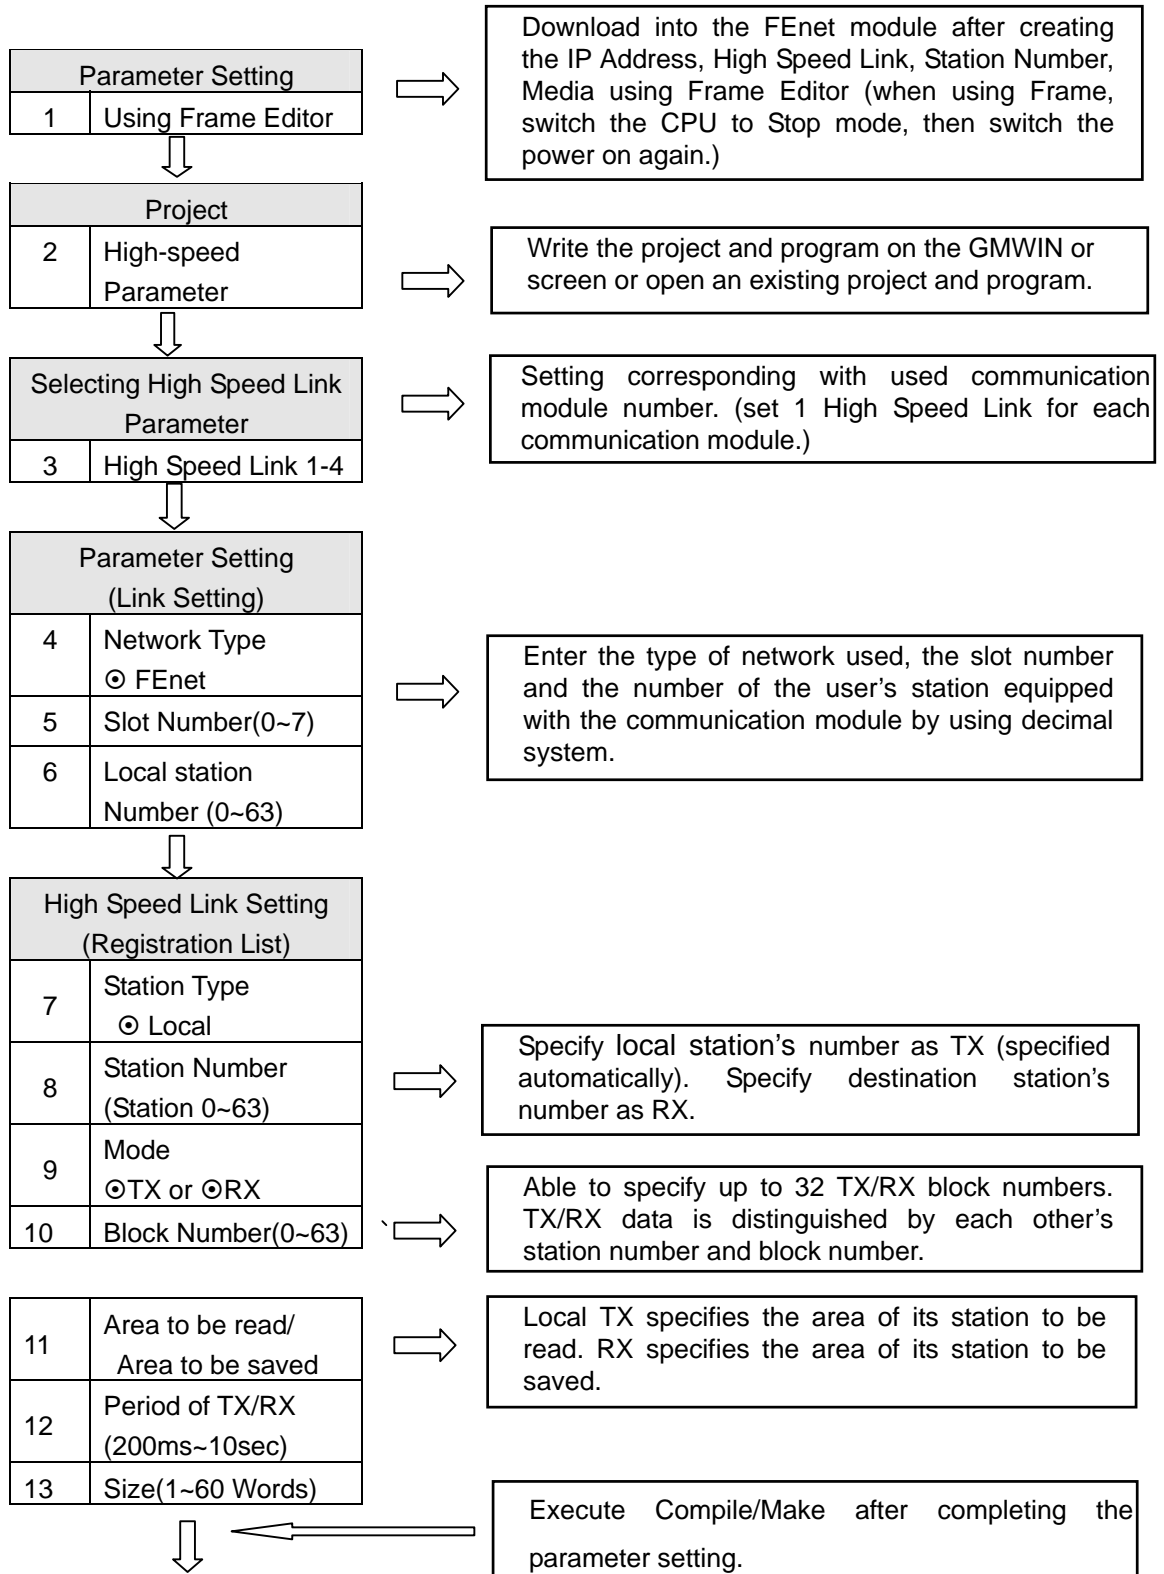 Parameter Setting
1 Using Frame Editor
Download into the FEnet module after creating
the IP Address, High Speed Link, Station Number,
Media using Frame Editor (when using Frame,
switch the CPU to Stop mode, then switch the
power on again.)
Project
2 High-speed
Parameter
Write the project and program on the GMWIN or
screen or open an existing project and program.
Selecting High Speed Link
Parameter
3 High Speed Link 1-4
Setting corresponding with used communication
module number. (set 1 High Speed Link for each
communication module.)
Parameter Setting
(Link Setting)
4 Network Type
⊙ FEnet
5 Slot Number(0~7)
6 Local station
Number (0~63)
Enter the type of network used, the slot number
and the number of the user's station equipped
with the communication module by using decimal
system.
High Speed Link Setting
(Registration List)
7 Station Type
⊙ Local
8 Station Number
(Station 0~63)
9 Mode
⊙TX or ⊙RX
10 Block Number(0~63)
Specify local station's number as TX (specified
automatically). Specify destination station's
number as RX.
`
Able to specify up to 32 TX/RX block numbers.
TX/RX data is distinguished by each other's
station number and block number.
11 Area to be read/
Area to be saved
12 Period of TX/RX
(200ms~10sec)
13 Size(1~60 Words)
Local TX specifies the area of its station to be
read. RX specifies the area of its station to be
saved.
Execute Compile/Make after completing the
parameter setting.